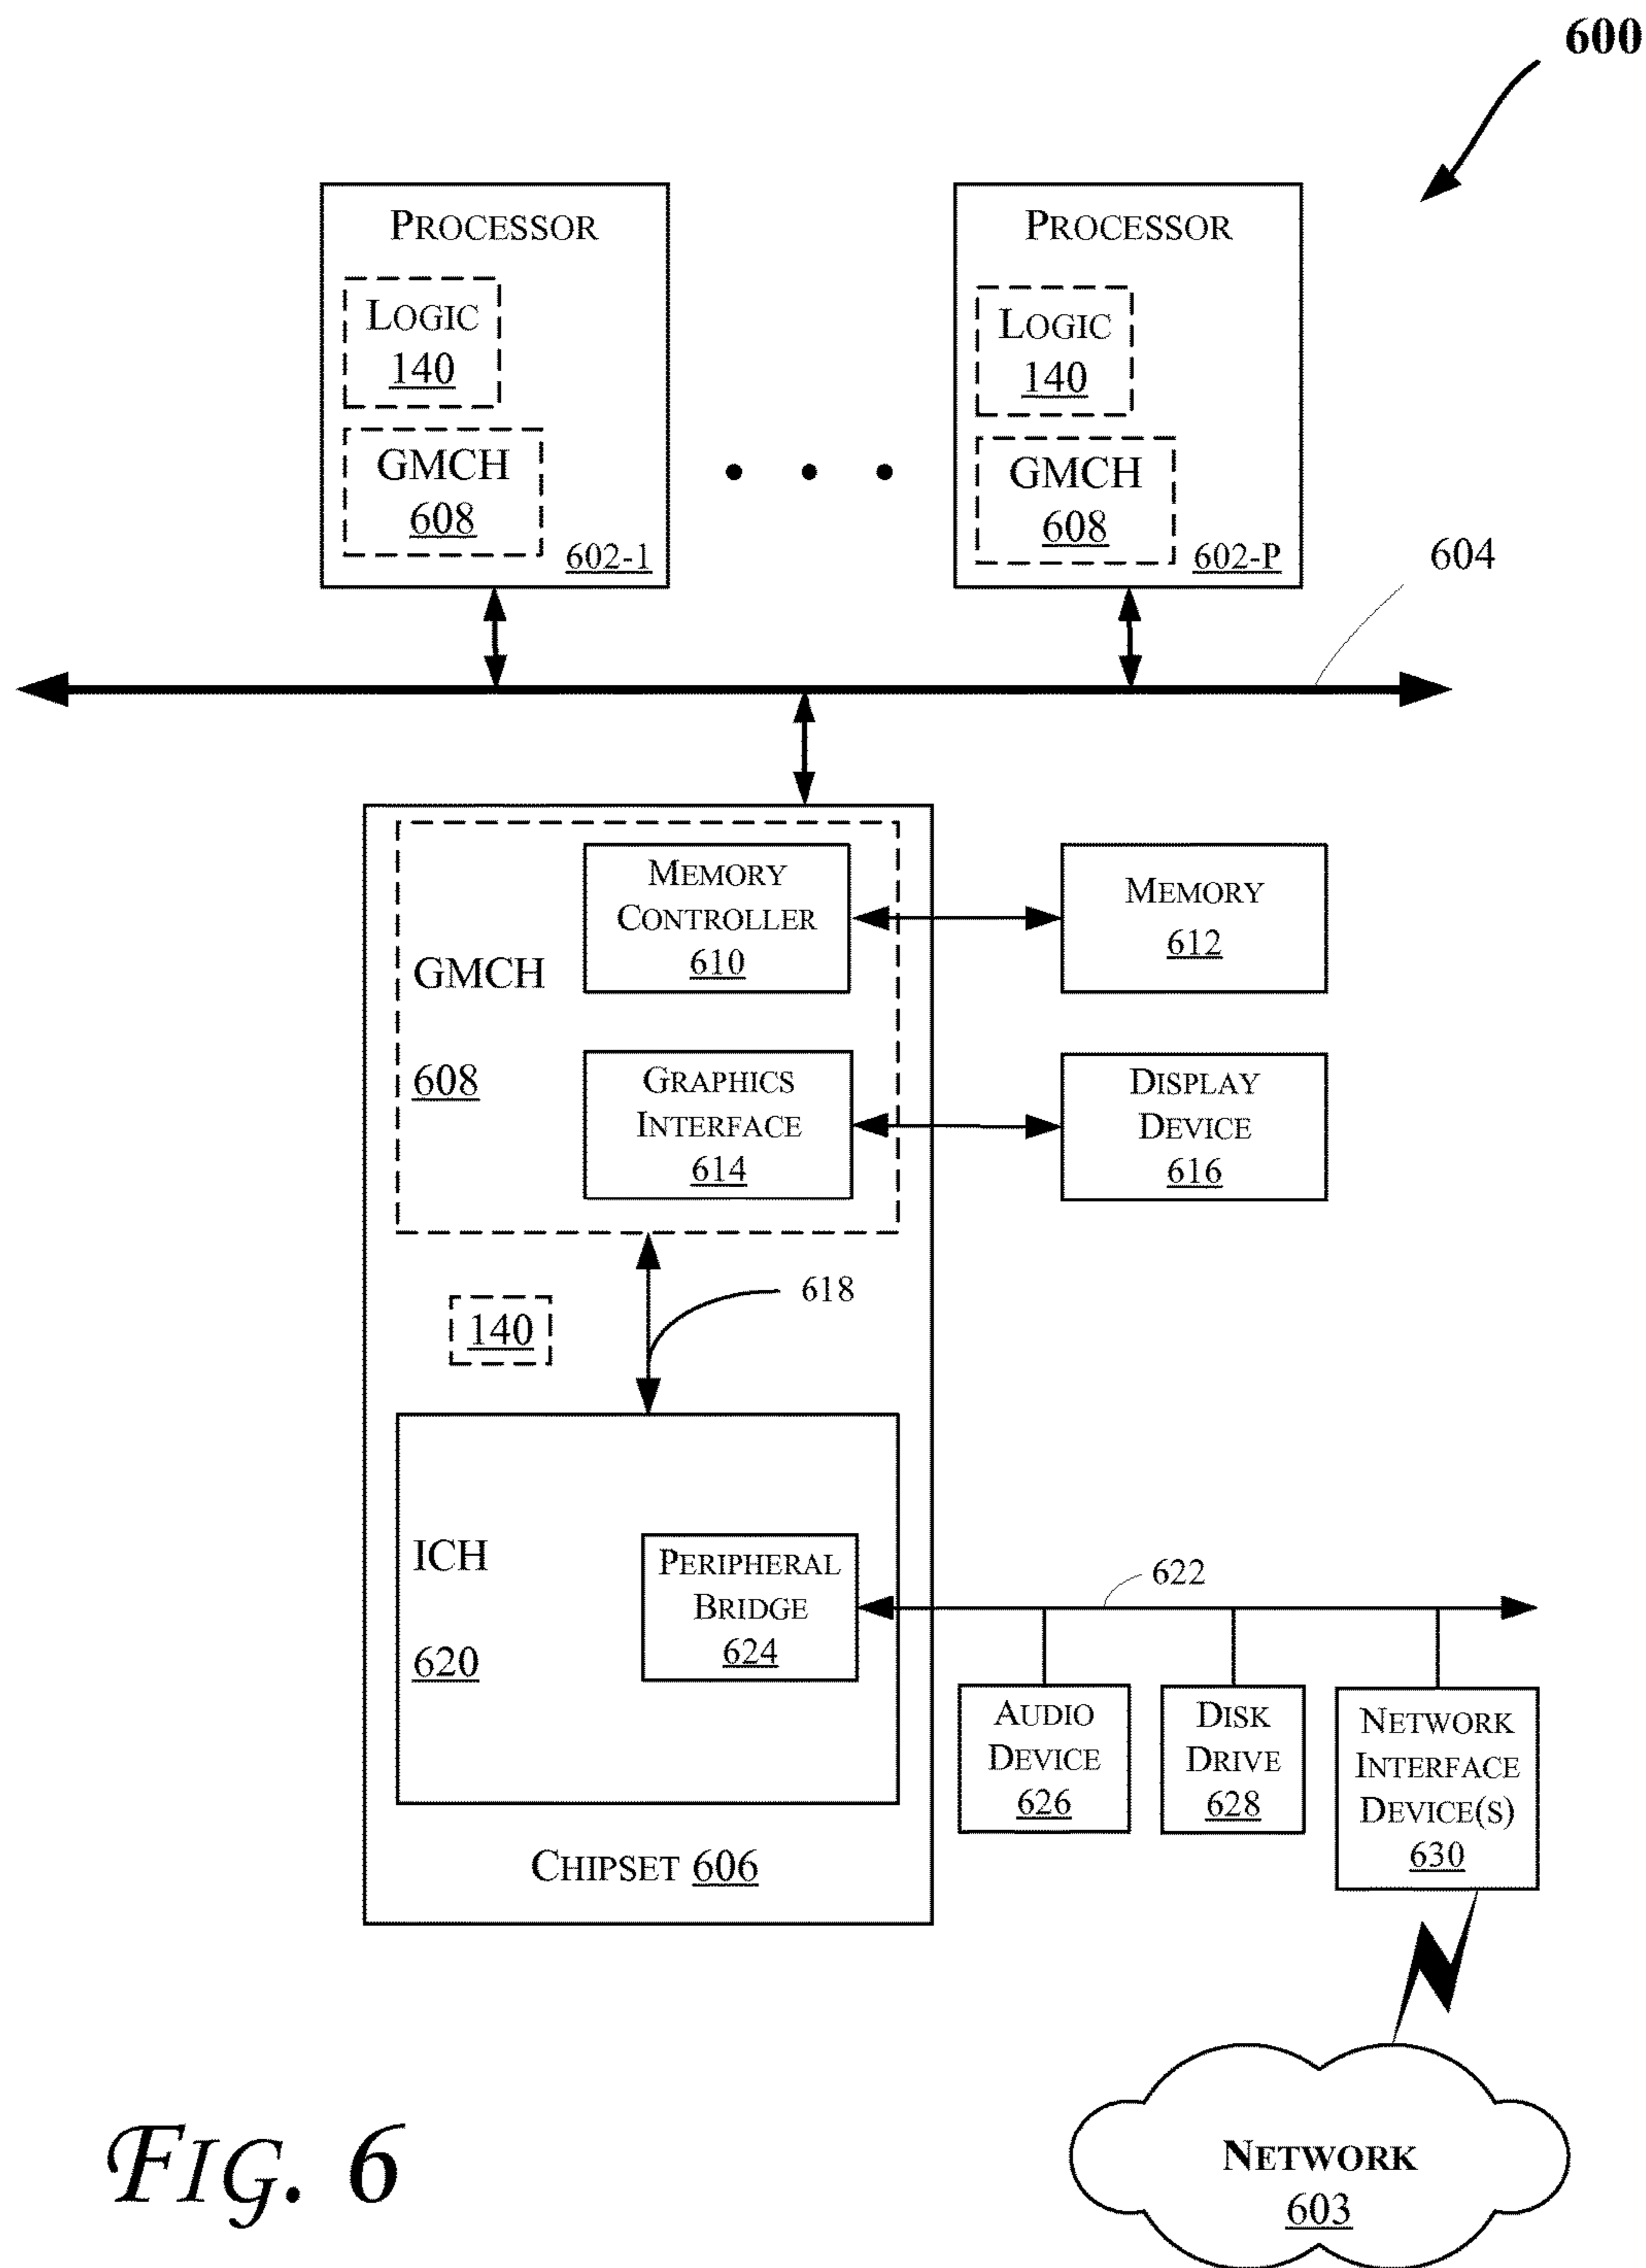 600
PROCESSOR
LOGIC
140
GMCH
608
602-1
PROCESSOR
LOGIC
140
GMCH
608
602-P
604
MEMORY
CONTROLLER
610
GMCH
608
GRAPHICS
INTERFACE
614
MEMORY
612
DISPLAY
DEVICE
616
140
618
ICH
620
PERIPHERAL
BRIDGE
624
622
AUDIO
DEVICE
626
DISK
DRIVE
628
NETWORK
INTERFACE
DEVICE(S)
630
CHIPSET 606
NETWORK
603
FIG. 6